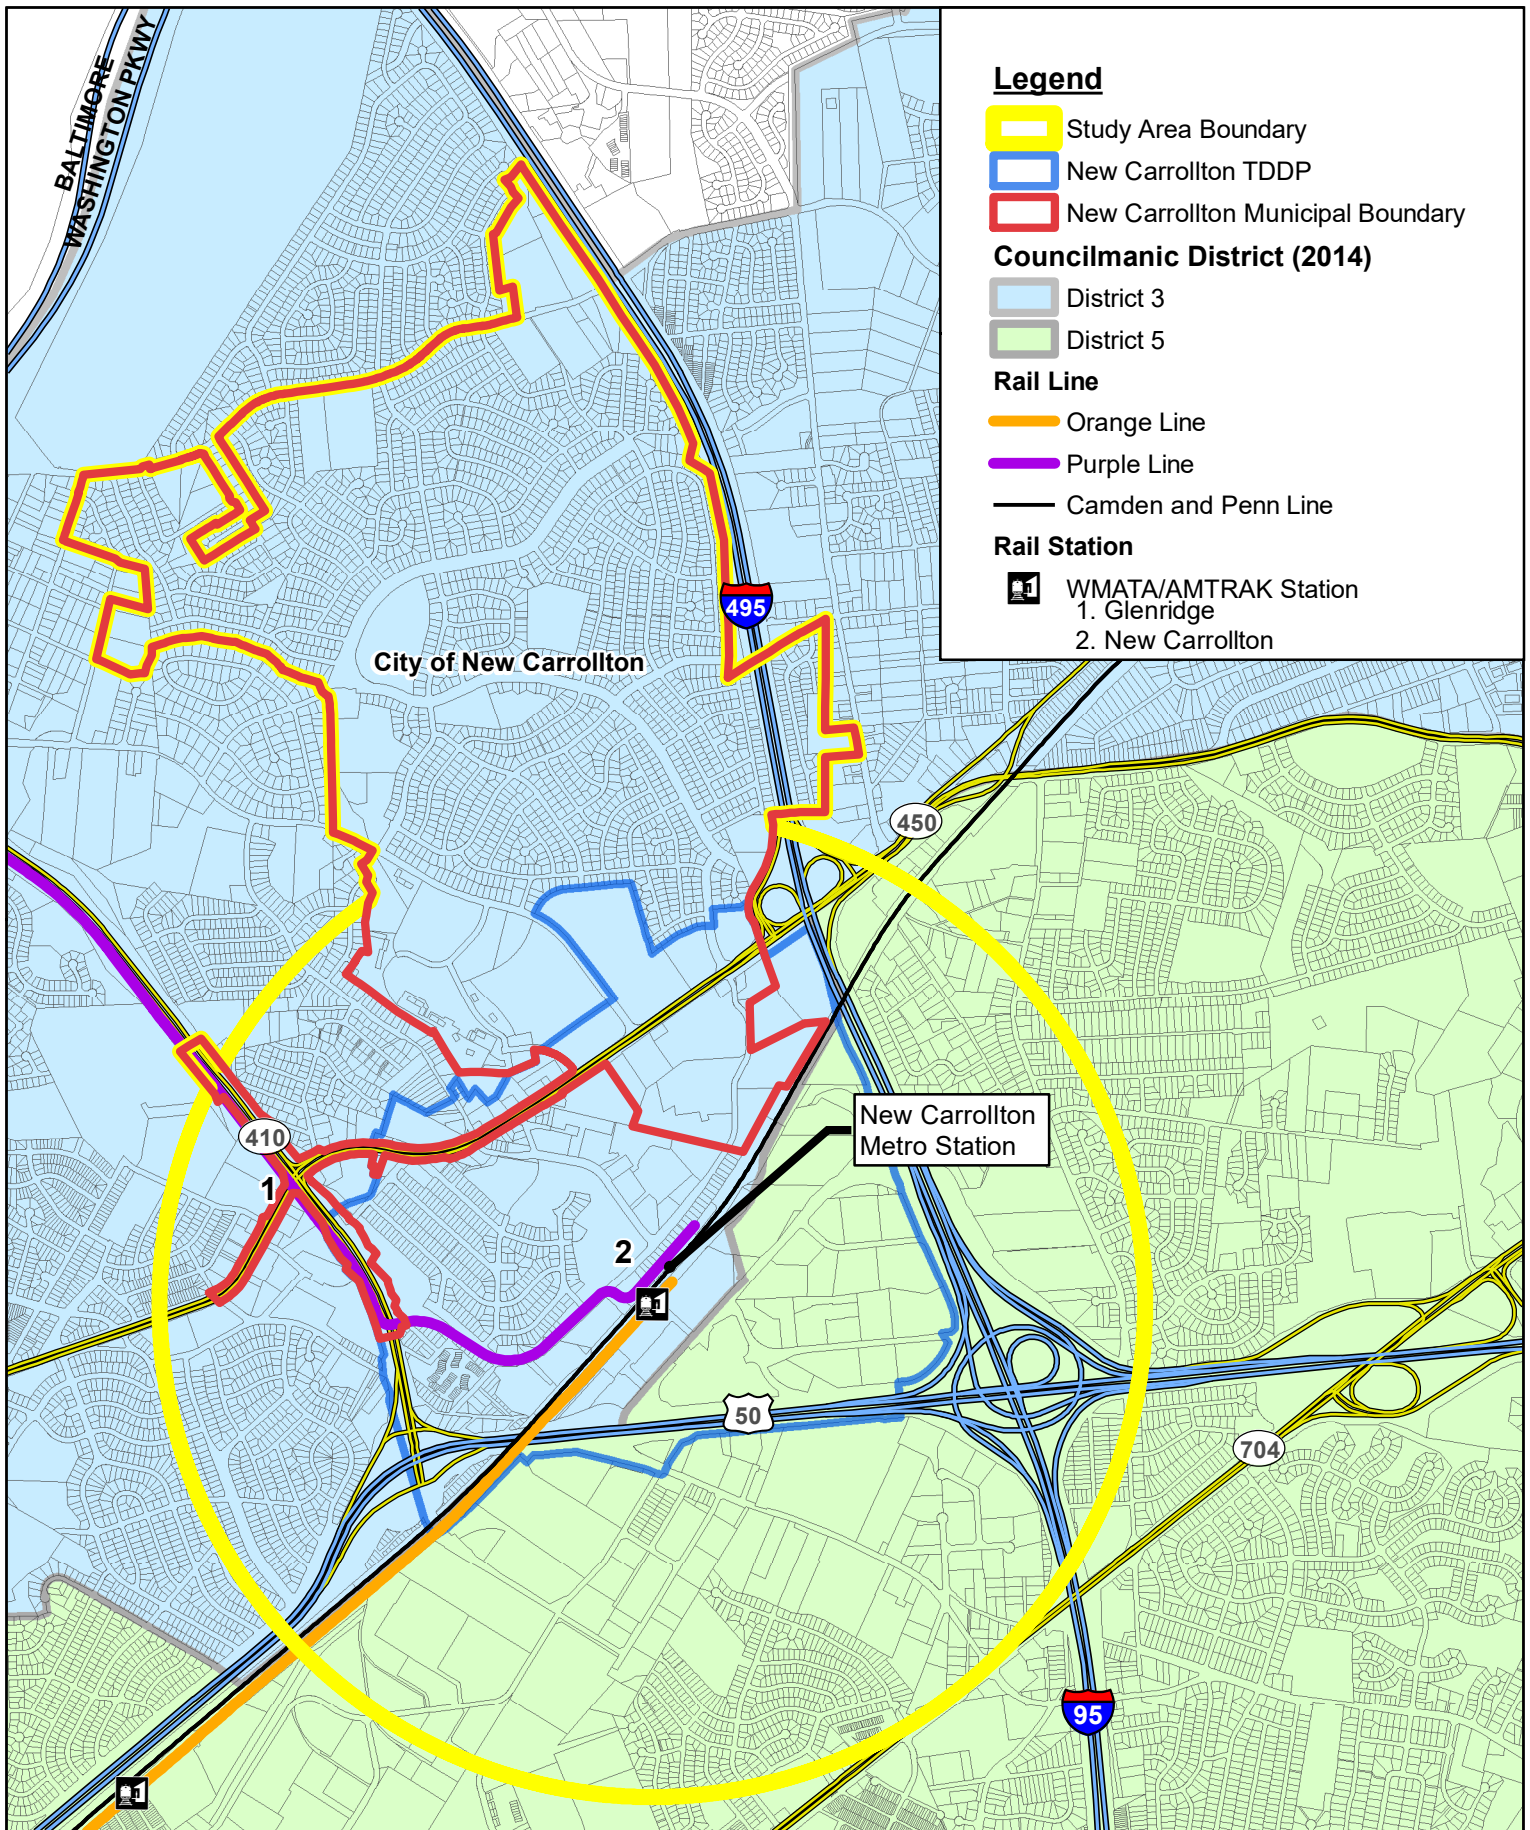 BALTIMORE
WASHINGTON PKWY
Legend
Study Area Boundary
New Carrollton TDDP
New Carrollton Municipal Boundary
Councilmanic District (2014)
District 3
District 5
Rail Line
Orange Line
Purple Line
Camden and Penn Line
Rail Station
WMATA/AMTRAK Station
1. Glenridge
2. New Carrollton
495
City of New Carrollton
450
410
New Carrollton
Metro Station
1
2
50
704
95